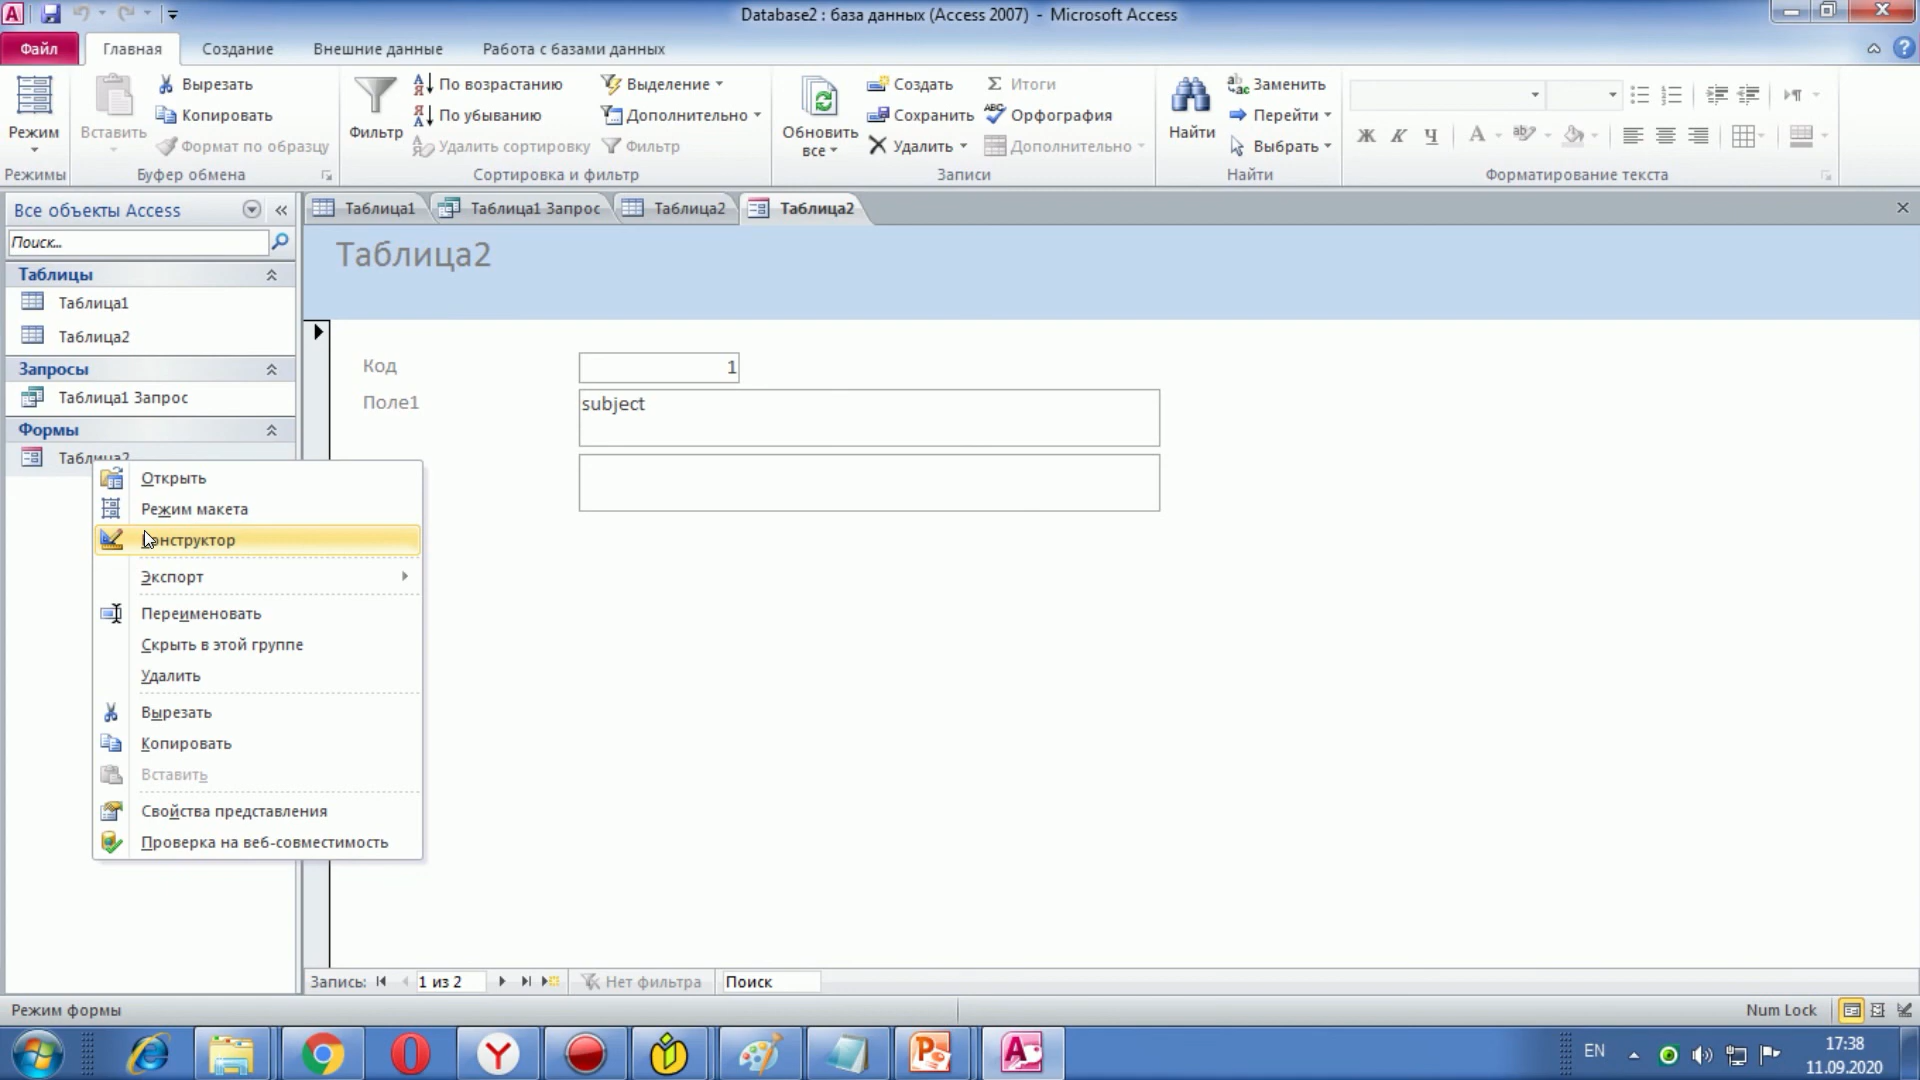 Database2 : база данных (Access 2007) - Microsoft Access
Файл Главная Создание Внешние данные Работа с базами данных
Режим
Режимы
Вставить
Вырезать
Копировать
Формат по образцу
Буфер обмена
Фильтр
По возрастанию
По убыванию
Удалить сортировку
Выделение
Дополнительно
Фильтр
Сортировка и фильтр
Обновить
все
Создать
Сохранить
Удалить
Итоги
Орфография
Дополнительно
Записи
Найти
Заменить
Перейти
Выбрать
Найти
Ж К Ч
Форматирование текста
Все объекты Access
Поиск...
Таблицы
Таблица1
Таблица2
Запросы
Таблица1 Запрос
Формы
Таблица2
Открыть
Режим макета
Конструктор
Экспорт
Переименовать
Скрыть в этой группе
Удалить
Вырезать
Копировать
Вставить
Свойства представления
Проверка на веб-совместимость
Таблица1 Таблица1 Запрос Таблица2 Таблица2
Таблица2
Код 1
Поле1 subject
Запись: 1 из 2 Нет фильтра Поиск
Режим формы Num Lock
EN 17:38
11.09.2020